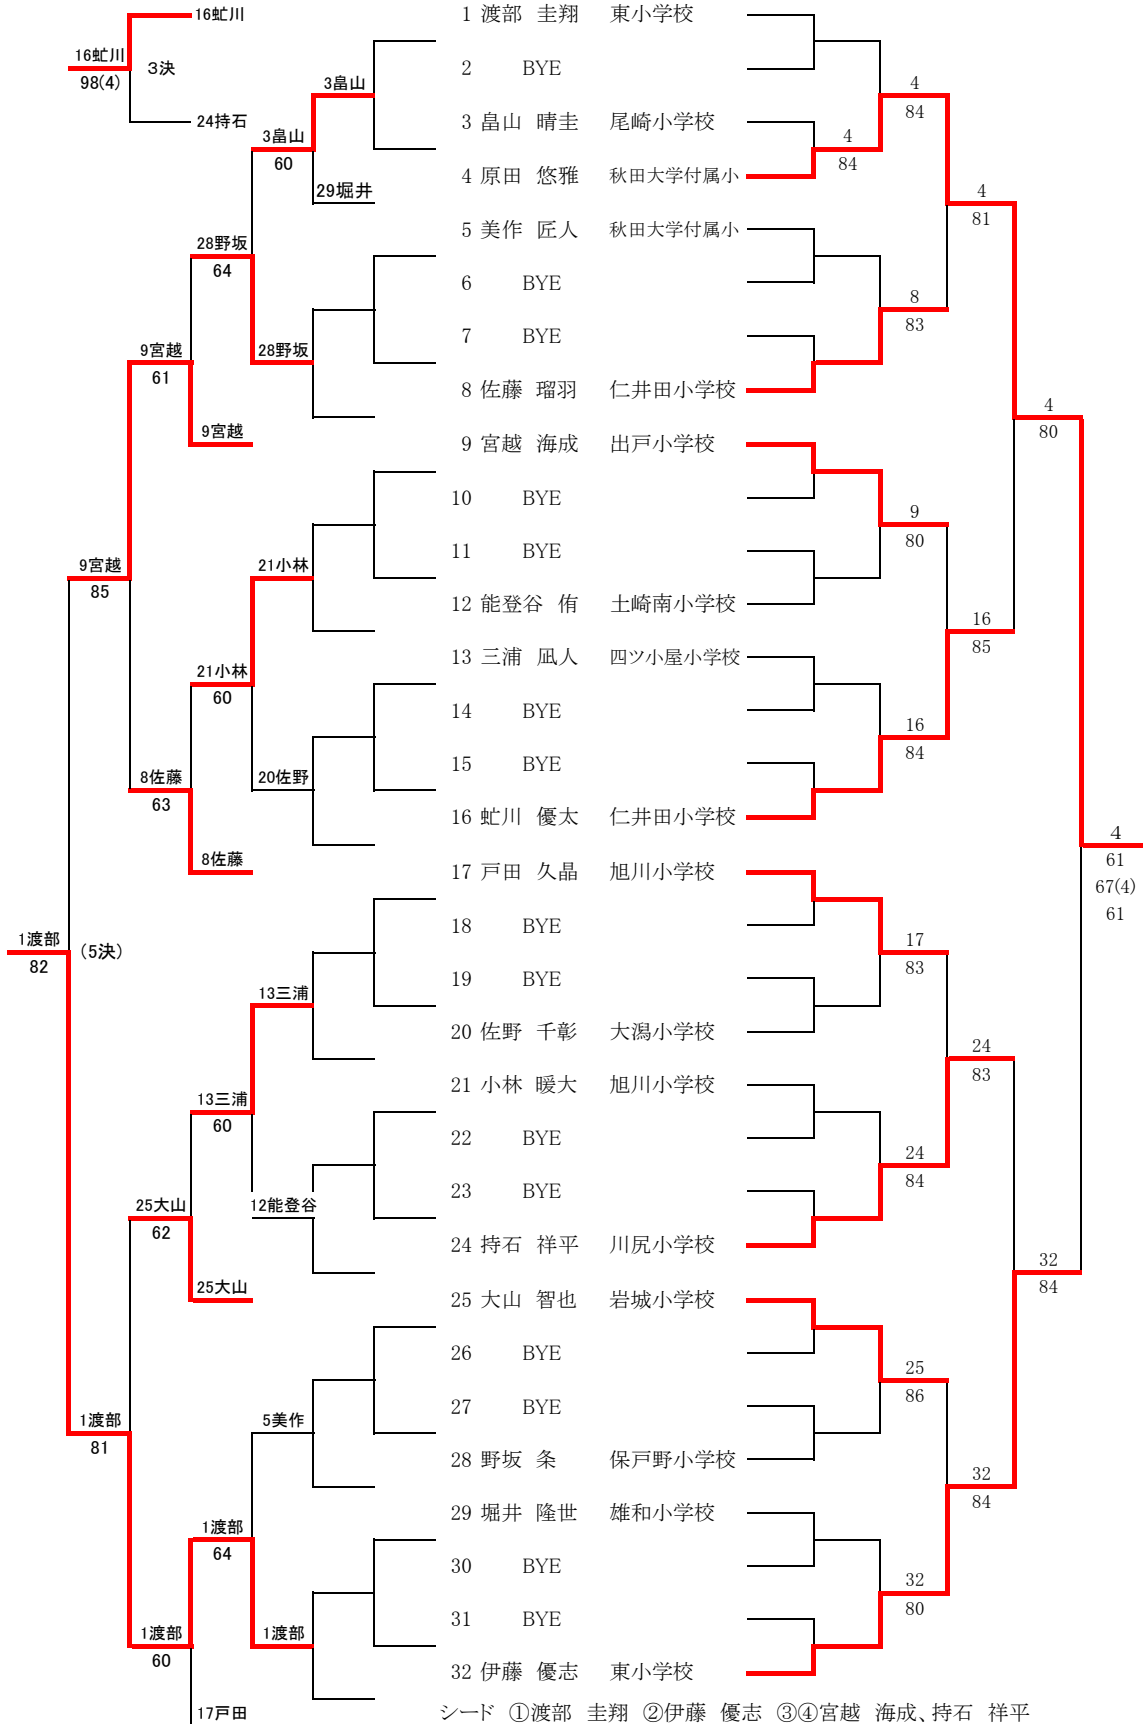 16虻川
1 渡部 圭翔 東小学校
16虻川
98(4) 3決
2 BYE
3畠山
4
84
24持石
3 畠山 晴圭 尾崎小学校
3畠山
60
4
84
4 原田 悠雅 秋田大学付属小
29堀井
4
81
5 美作 匠人 秋田大学付属小
28野坂
64
6 BYE
8
83
7 BYE
9宮越
61
28野坂
8 佐藤 瑠羽 仁井田小学校
4
80
9宮越
9 宮越 海成 出戸小学校
10 BYE
9
80
11 BYE
9宮越
85
21小林
12 能登谷 侑 土崎南小学校
16
85
13 三浦 凪人 四ツ小屋小学校
21小林
60
14 BYE
16
84
15 BYE
8佐藤
63
20佐野
16 虻川 優太 仁井田小学校
4
61
67(4)
61
8佐藤
17 戸田 久晶 旭川小学校
18 BYE
1渡部
82
(5決)
17
83
19 BYE
13三浦
20 佐野 千彰 大潟小学校
24
83
21 小林 暖大 旭川小学校
13三浦
60
22 BYE
24
84
23 BYE
25大山
62
12能登谷
24 持石 祥平 川尻小学校
32
84
25大山
25 大山 智也 岩城小学校
26 BYE
25
86
27 BYE
1渡部
81
5美作
28 野坂 条 保戸野小学校
32
84
29 堀井 隆世 雄和小学校
1渡部
64
30 BYE
32
80
31 BYE
1渡部
60
1渡部
32 伊藤 優志 東小学校
17戸田
シード ①渡部 圭翔 ②伊藤 優志 ③④宮越 海成、持石 祥平